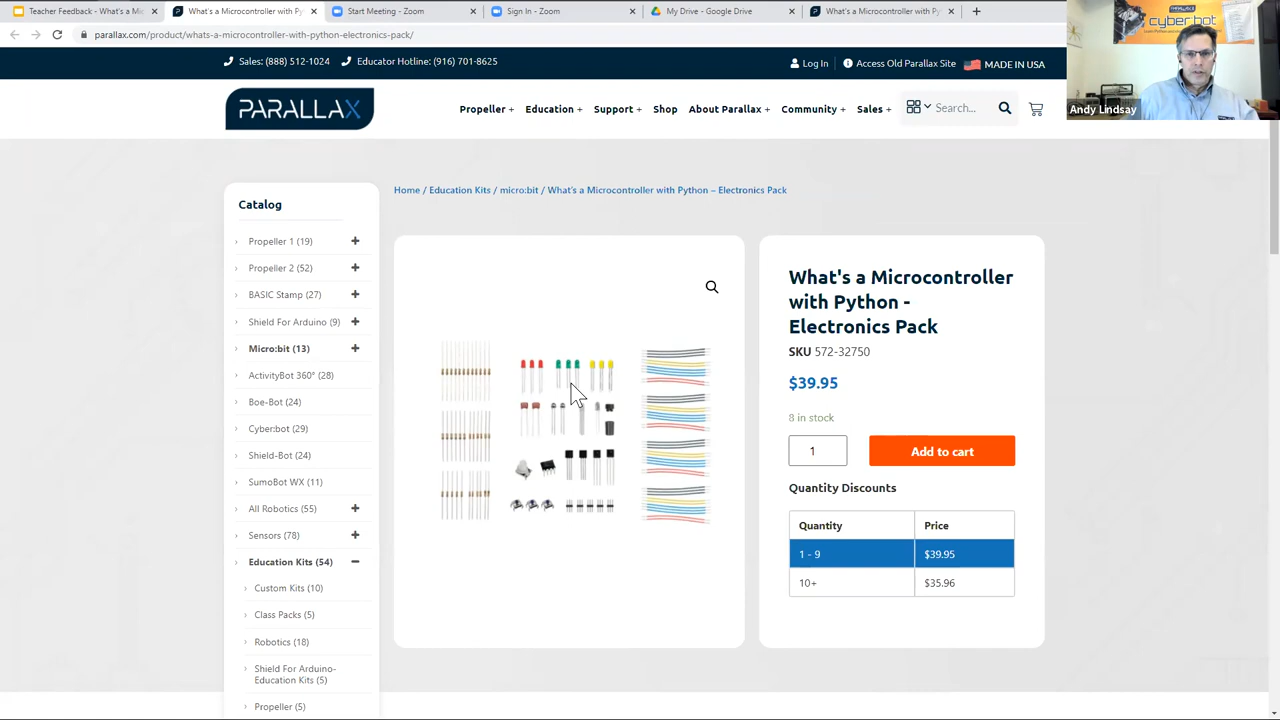 Teacher Feedback - What's a Mic
What's a Microcontroller with Py
Start Meeting - Zoom
Sign In - Zoom
My Drive - Google Drive
What's a Microcontroller with Py
parallax.com/product/whats-a-microcontroller-with-python-electronics-pack/
cyber:bot
Andy Lindsay
Sales: (888) 512-1024
Educator Hotline: (916) 701-8625
Log In
Access Old Parallax Site
MADE IN USA
PARALLAX
Propeller +
Education +
Support +
Shop
About Parallax +
Community +
Sales +
Search...
Home / Education Kits / micro:bit / What's a Microcontroller with Python – Electronics Pack
Catalog
Propeller 1 (19)
Propeller 2 (52)
BASIC Stamp (27)
Shield For Arduino (9)
Micro:bit (13)
ActivityBot 360° (28)
Boe-Bot (24)
Cyber:bot (29)
Shield-Bot (24)
SumoBot WX (11)
All Robotics (55)
Sensors (78)
Education Kits (54)
Custom Kits (10)
Class Packs (5)
Robotics (18)
Shield For Arduino-
Education Kits (5)
Propeller (5)
What's a Microcontroller
with Python -
Electronics Pack
SKU 572-32750
$39.95
8 in stock
1
Add to cart
Quantity Discounts
Quantity Price
1 - 9 $39.95
10+ $35.96